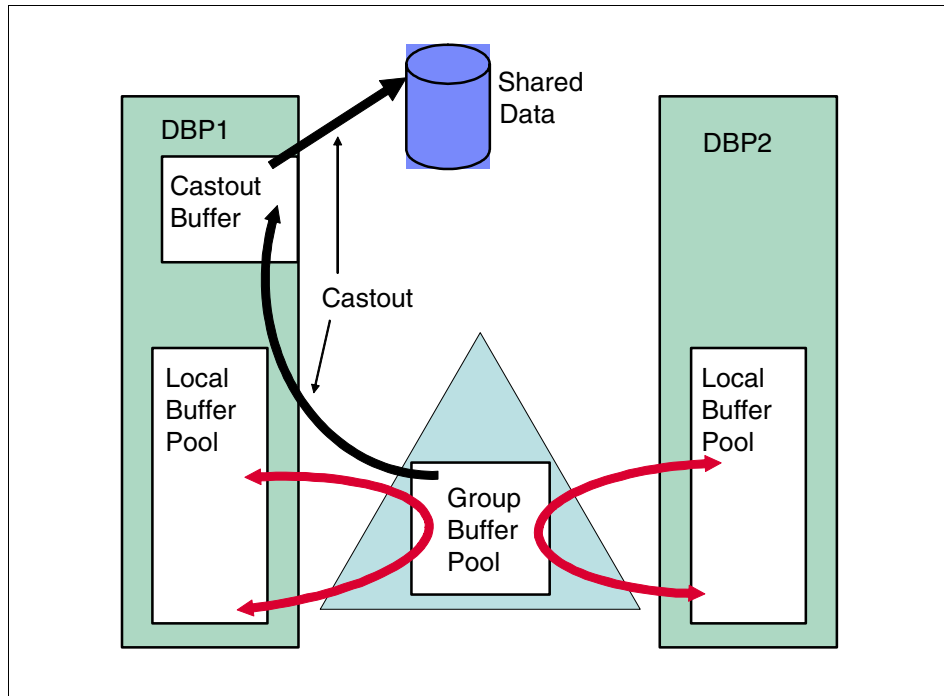 Shared
Data
DBP1
DBP2
Castout
Buffer
Castout
Local
Buffer
Pool
Local
Buffer
Pool
Group
Buffer
Pool